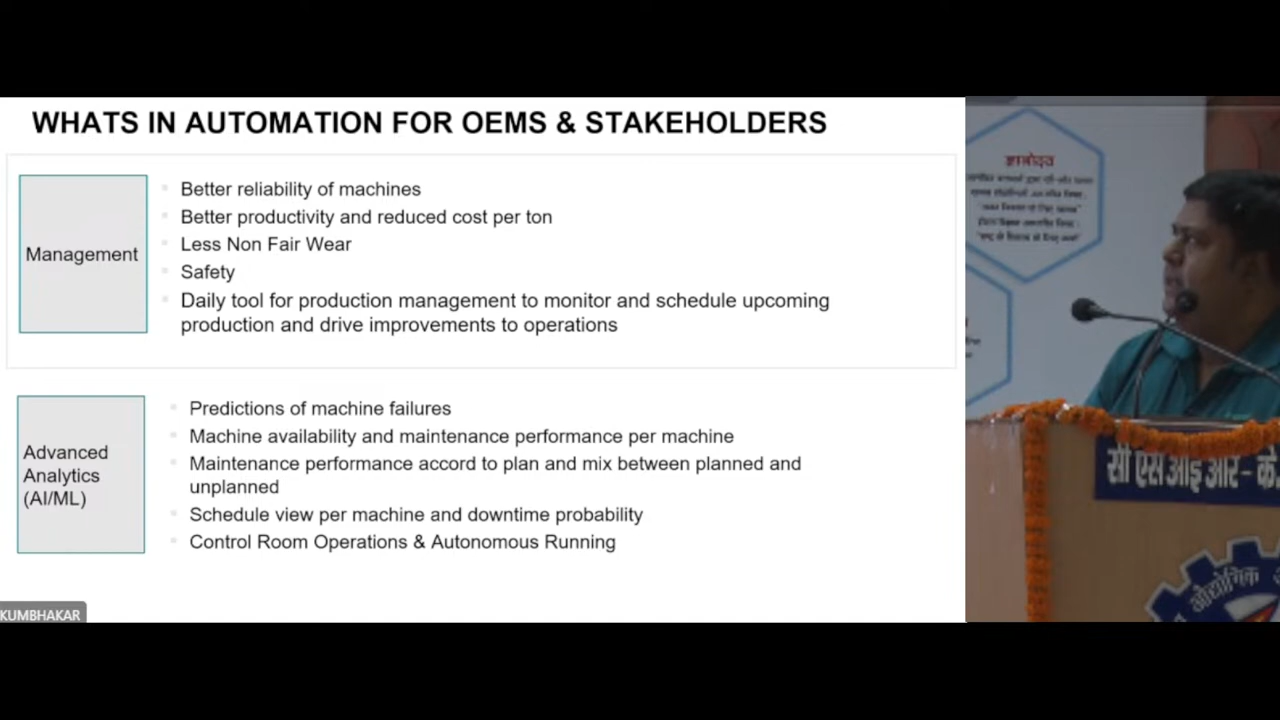 WHATS IN AUTOMATION FOR OEMS & STAKEHOLDERS
Management
Better reliability of machines
Better productivity and reduced cost per ton
Less Non Fair Wear
Safety
Daily tool for production management to monitor and schedule upcoming
production and drive improvements to operations
Advanced
Analytics
(AI/ML)
Predictions of machine failures
Machine availability and maintenance performance per machine
Maintenance performance accord to plan and mix between planned and
unplanned
Schedule view per machine and downtime probability
Control Room Operations & Autonomous Running
KUMBHAKAR
ज्ञानोदय
सी एस आइ आर- के.
औद्योगिक